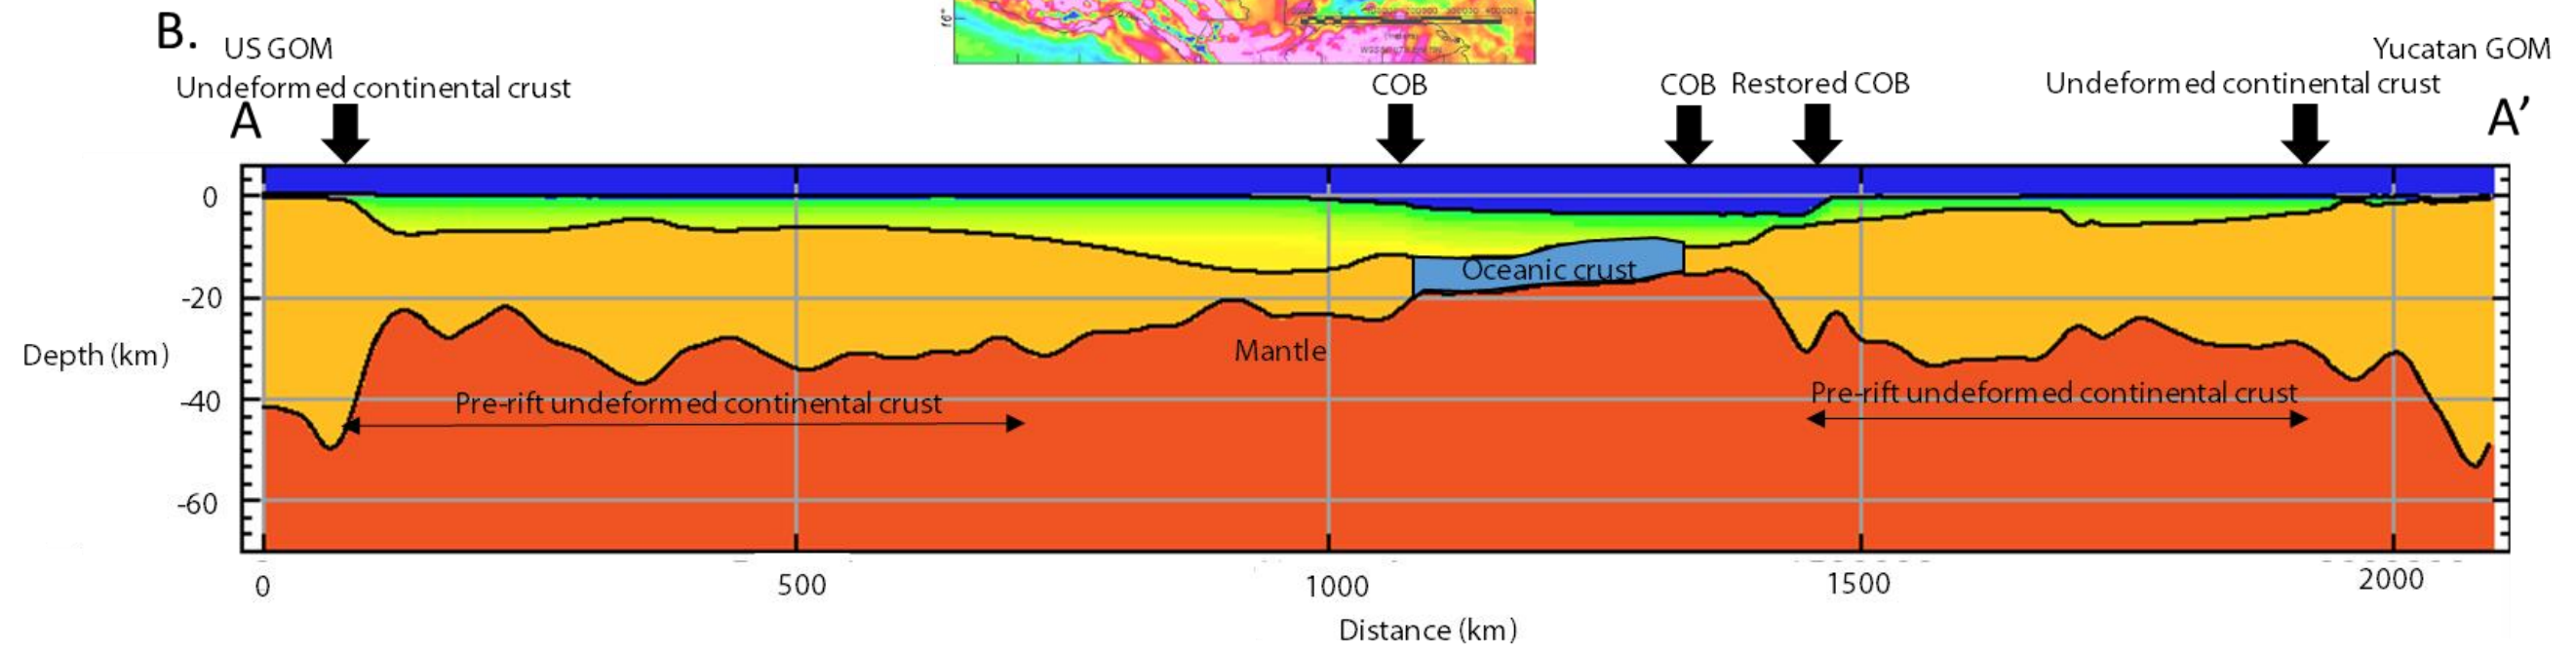 16°
B.
US GOM
Yucatan GOM
Undeformed continental crust
COB
COB
Restored COB
Undeformed continental crust
A
A’
0
-20
-40
-60
Depth (km)
Oceanic crust
Mantle
Pre-rift undeformed continental crust
Pre-rift undeformed continental crust
0
500
1000
1500
2000
Distance (km)